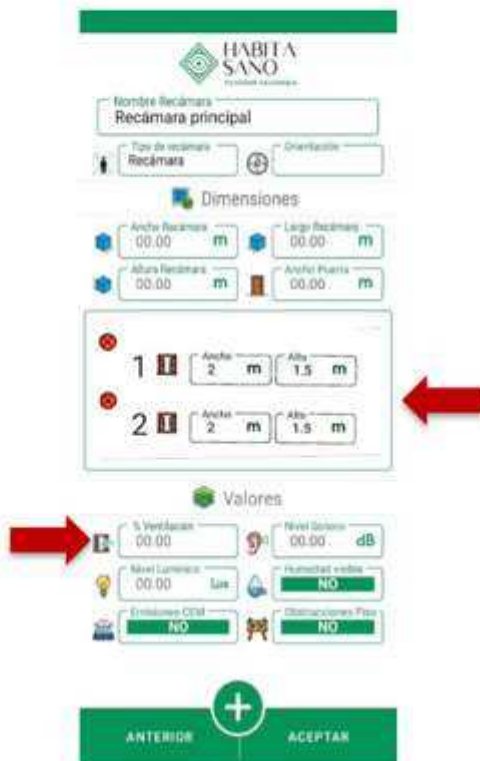 HABITA
SANO
Nombre Recámara
Recámara principal
Tipo de recámara Orientación
Recámara
Dimensiones
Ancho Recámara Largo Recámara
00.00 m 00.00 m
Altura Recámara Ancho Puerta
00.00 m 00.00 m
1 Ancho 2 m Alto 1.5 m
2 Ancho 2 m Alto 1.5 m
Valores
% Ventilación Nivel Sonoro
00.00 00.00 dB
Nivel Lumínico Humedad visible
00.00 Lux NO
Emisiones CEM Obstrucciones Piso
NO NO
+
ANTERIOR ACEPTAR